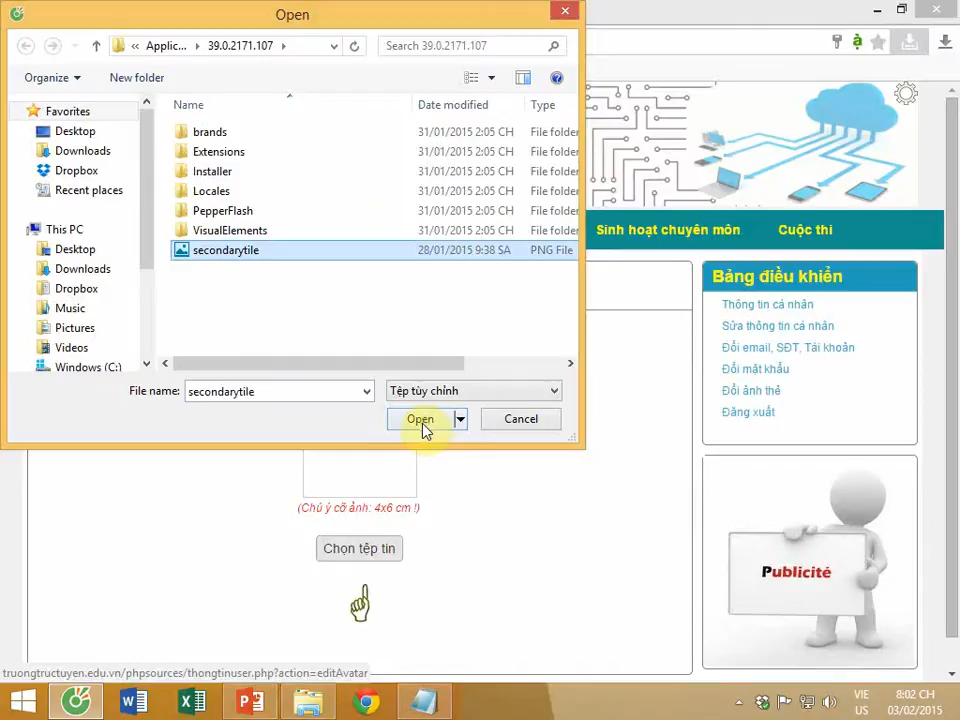 Open
« Applic... 39.0.2171.107
Search 39.0.2171.107
Organize
New folder
Name
Date modified
Type
Favorites
Desktop
Downloads
Dropbox
Recent places
This PC
Desktop
Downloads
Dropbox
Music
Pictures
Videos
Windows (C:)
brands 31/01/2015 2:05 CH File folder
Extensions 31/01/2015 2:05 CH File folder
Installer 31/01/2015 2:05 CH File folder
Locales 31/01/2015 2:05 CH File folder
PepperFlash 31/01/2015 2:05 CH File folder
VisualElements 31/01/2015 2:05 CH File folder
secondarytile 28/01/2015 9:38 SA PNG File
File name: secondarytile
Tệp tùy chỉnh
Open
Cancel
Sinh hoạt chuyên môn
Cuộc thi
Bảng điều khiển
Thông tin cá nhân
Sửa thông tin cá nhân
Đổi email, SĐT, Tài khoản
Đổi mật khẩu
Đổi ảnh thẻ
Đăng xuất
(Chú ý cỡ ảnh: 4x6 cm !)
Chọn tệp tin
Publicité
truongtructuyen.edu.vn/phpsources/thongtinuser.php?action=editAvatar
VIE
US
8:02 CH
03/02/2015